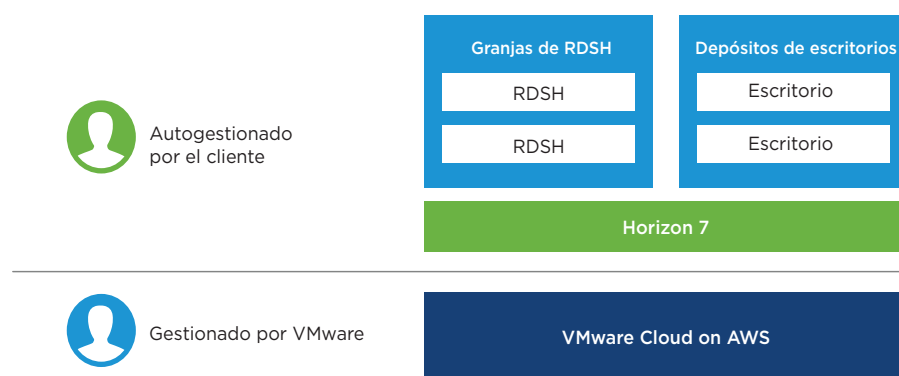 Granjas de RDSH
RDSH
RDSH
Depósitos de escritorios
Escritorio
Escritorio
Autogestionado
por el cliente
Horizon 7
Gestionado por VMware
VMware Cloud on AWS